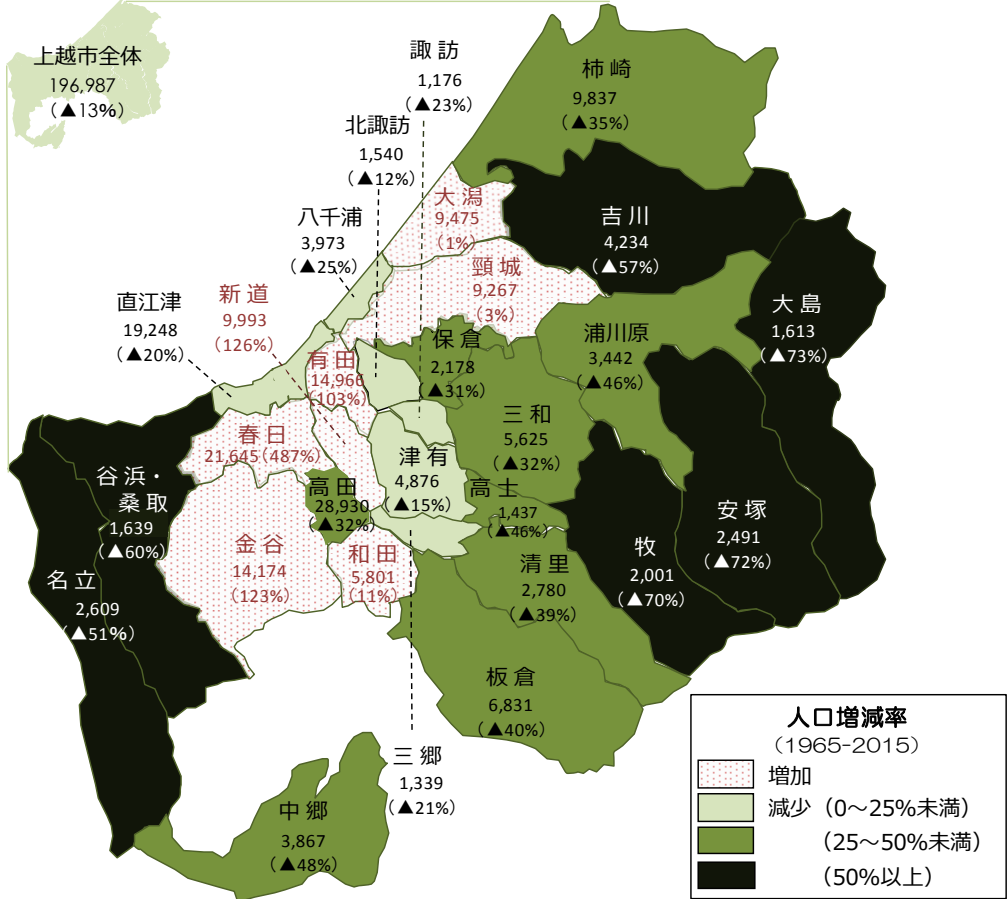 上越市全体
196,987
(▲13%)
諏訪
1,176
(▲23%)
柿崎
9,837
(▲35%)
北諏訪
1,540
(▲12%)
大潟
9,475
(1%)
吉川
4,234
(▲57%)
八千浦
3,973
(▲25%)
頸城
9,267
(3%)
新道
9,993
(126%)
直江津
19,248
(▲20%)
大島
1,613
(▲73%)
浦川原
3,442
(▲46%)
保倉
2,178
(▲31%)
有田
14,966
(103%)
三和
5,625
(▲32%)
春日
21,645(487%)
津有
4,876
(▲15%)
谷浜・
桑取
1,639
(▲60%)
高田
28,930
(▲32%)
高士
1,437
(▲46%)
安塚
2,491
(▲72%)
金谷
14,174
(123%)
和田
5,801
(11%)
牧
2,001
(▲70%)
清里
2,780
(▲39%)
名立
2,609
(▲51%)
板倉
6,831
(▲40%)
三郷
1,339
(▲21%)
中郷
3,867
(▲48%)
人口増減率
(1965-2015)
増加
減少 (0~25%未満)
(25~50%未満)
(50%以上)